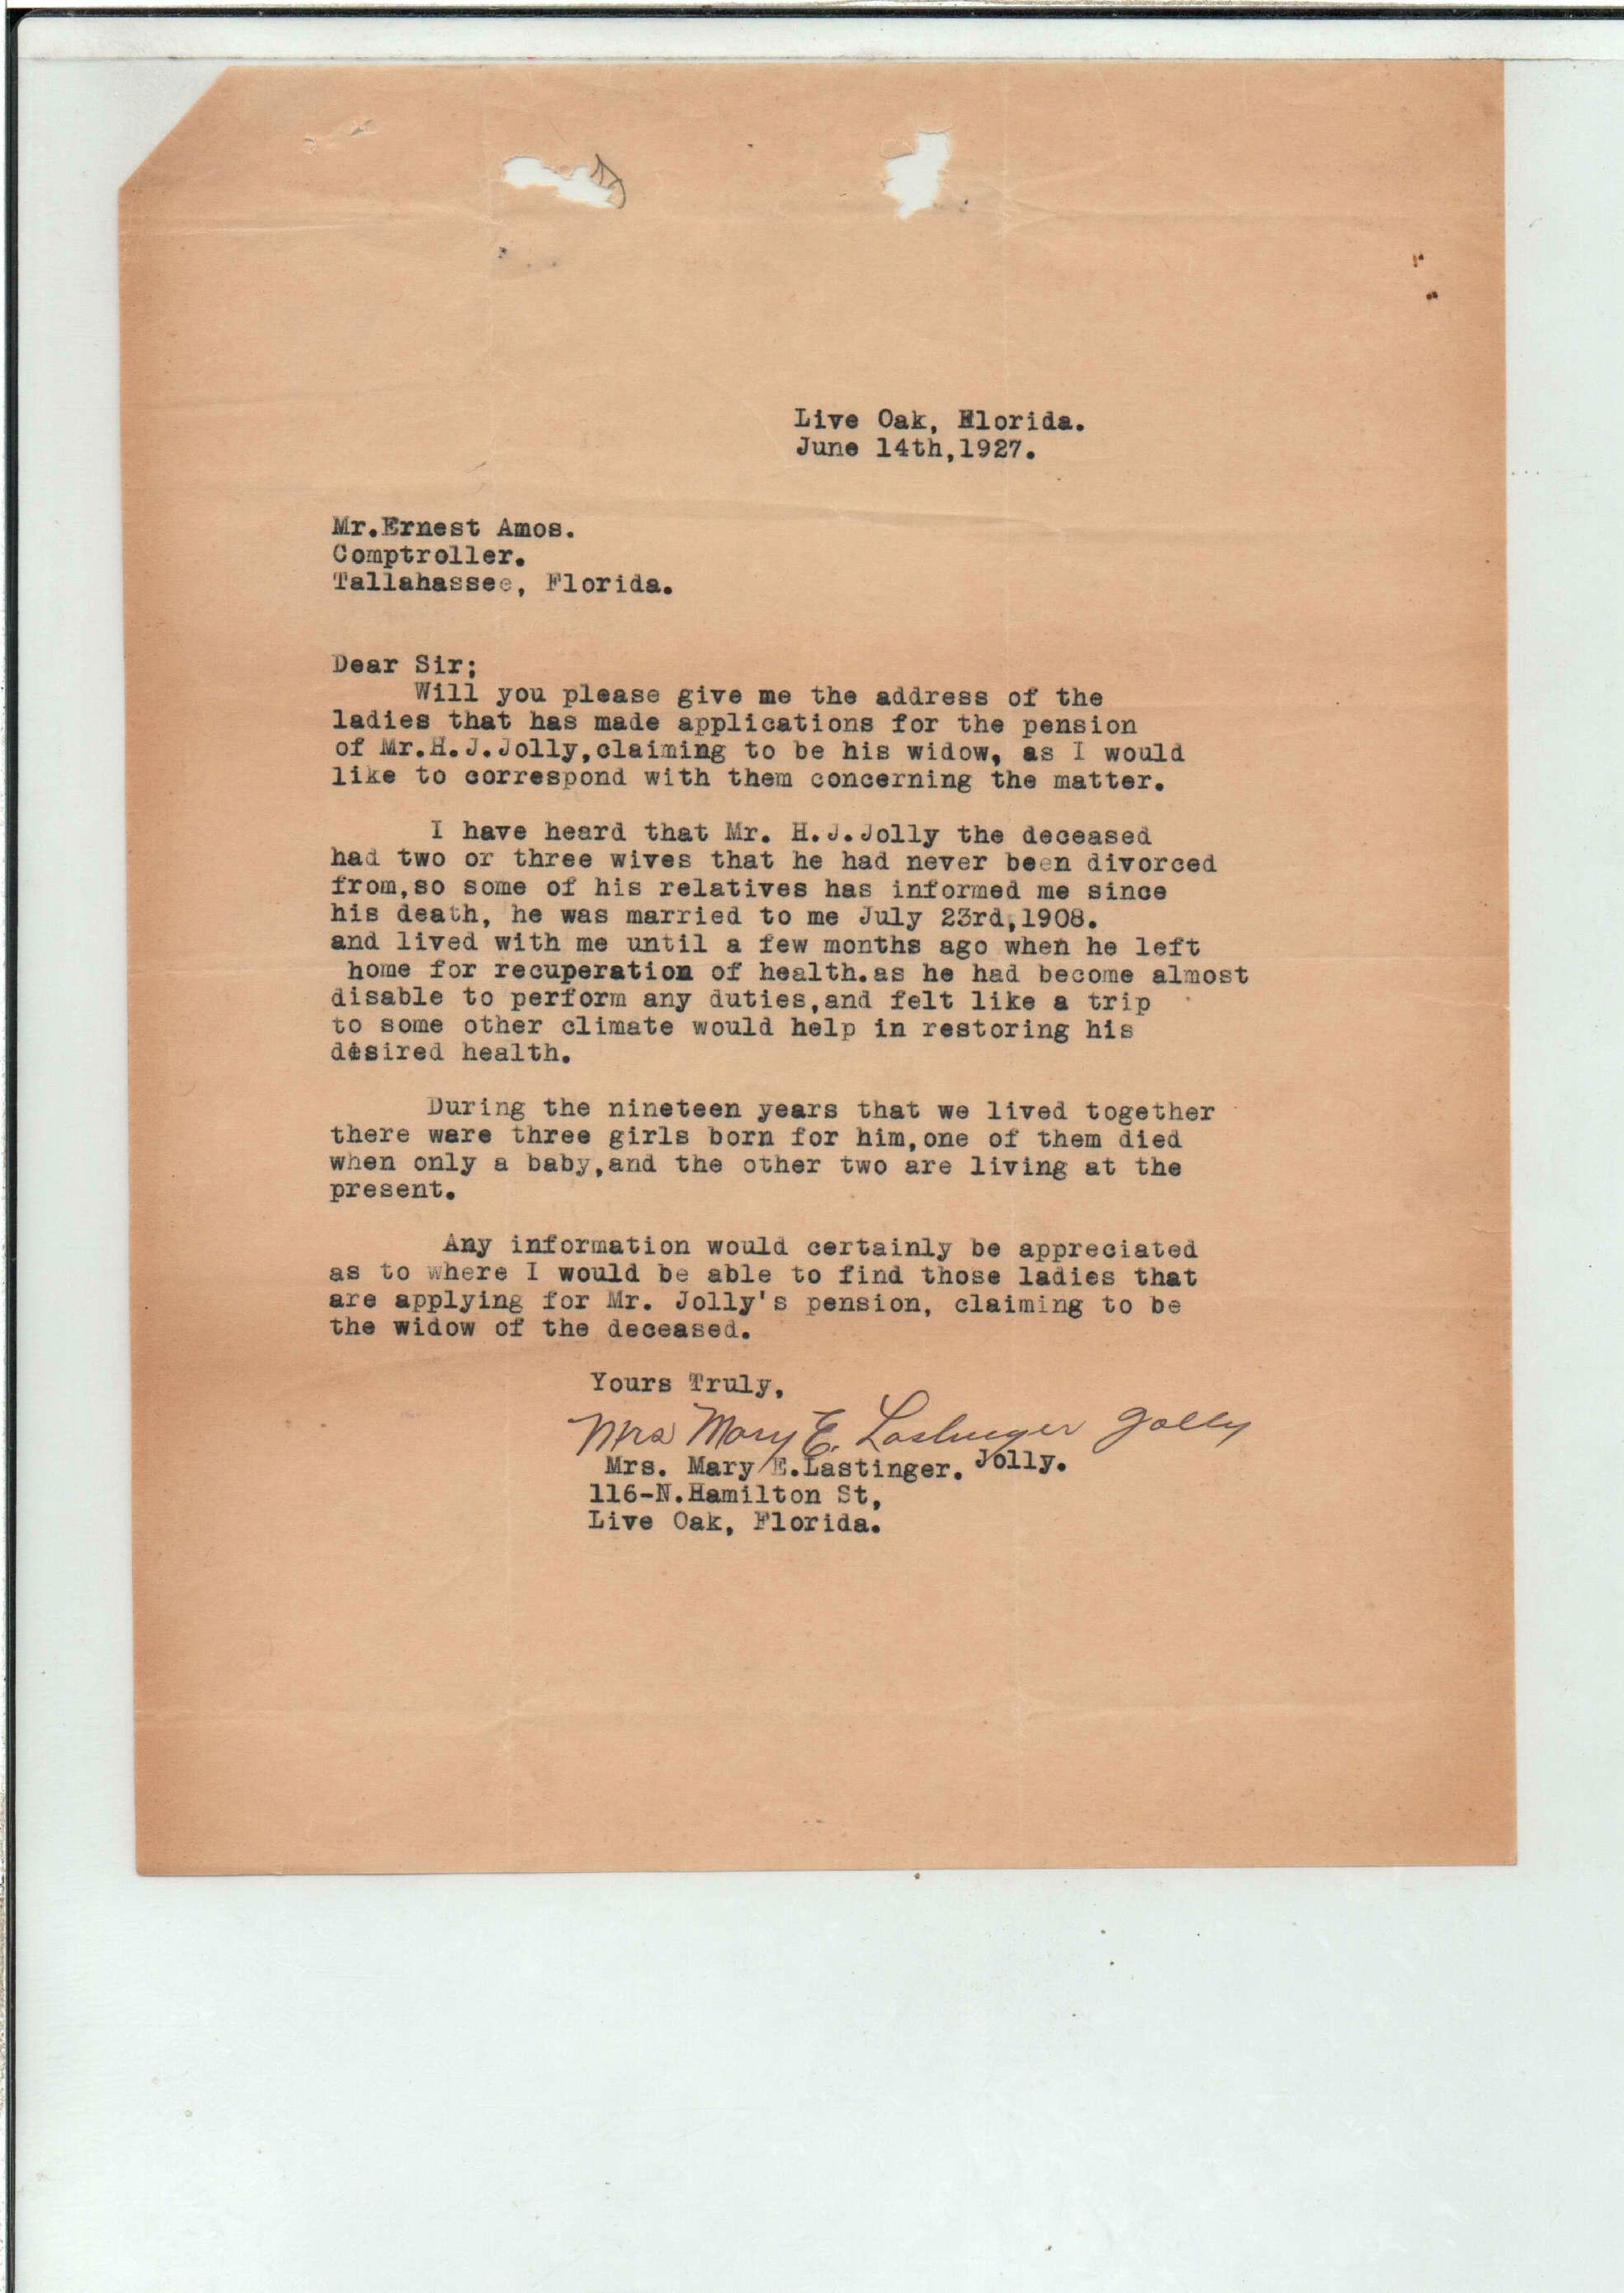 Live Oak, Florida.
June 14th,1927.
Mr.Ernest Amos.
Comptroller.
Tallahassee, Florida.
Dear Sir;
Will you please give me the address of the
ladies that has made applications for the pension
of Mr.H.J.Jolly,claiming to be his widow, as I would
like to correspond with them concerning the matter.
I have heard that Mr. H.J.Jolly the deceased
had two or three wives that he had never been divorced
from,so some of his relatives has informed me since
his death, he was married to me July 23rd,1908.
and lived with me until a few months ago when he left
home for recuperation of health.as he had become almost
disable to perform any duties,and felt like a trip
to some other climate would help in restoring his
desired health.
During the nineteen years that we lived together
there ware three girls born for him,one of them died
when only a baby,and the other two are living at the
present.
Any information would certainly be appreciated
as to where I would be able to find those ladies that
are applying for Mr. Jolly's pension, claiming to be
the widow of the deceased.
Yours Truly,
Mrs Mary E. Lastinger Jolly
Mrs. Mary E.Lastinger. Jolly.
116-N.Hamilton St,
Live Oak, Florida.